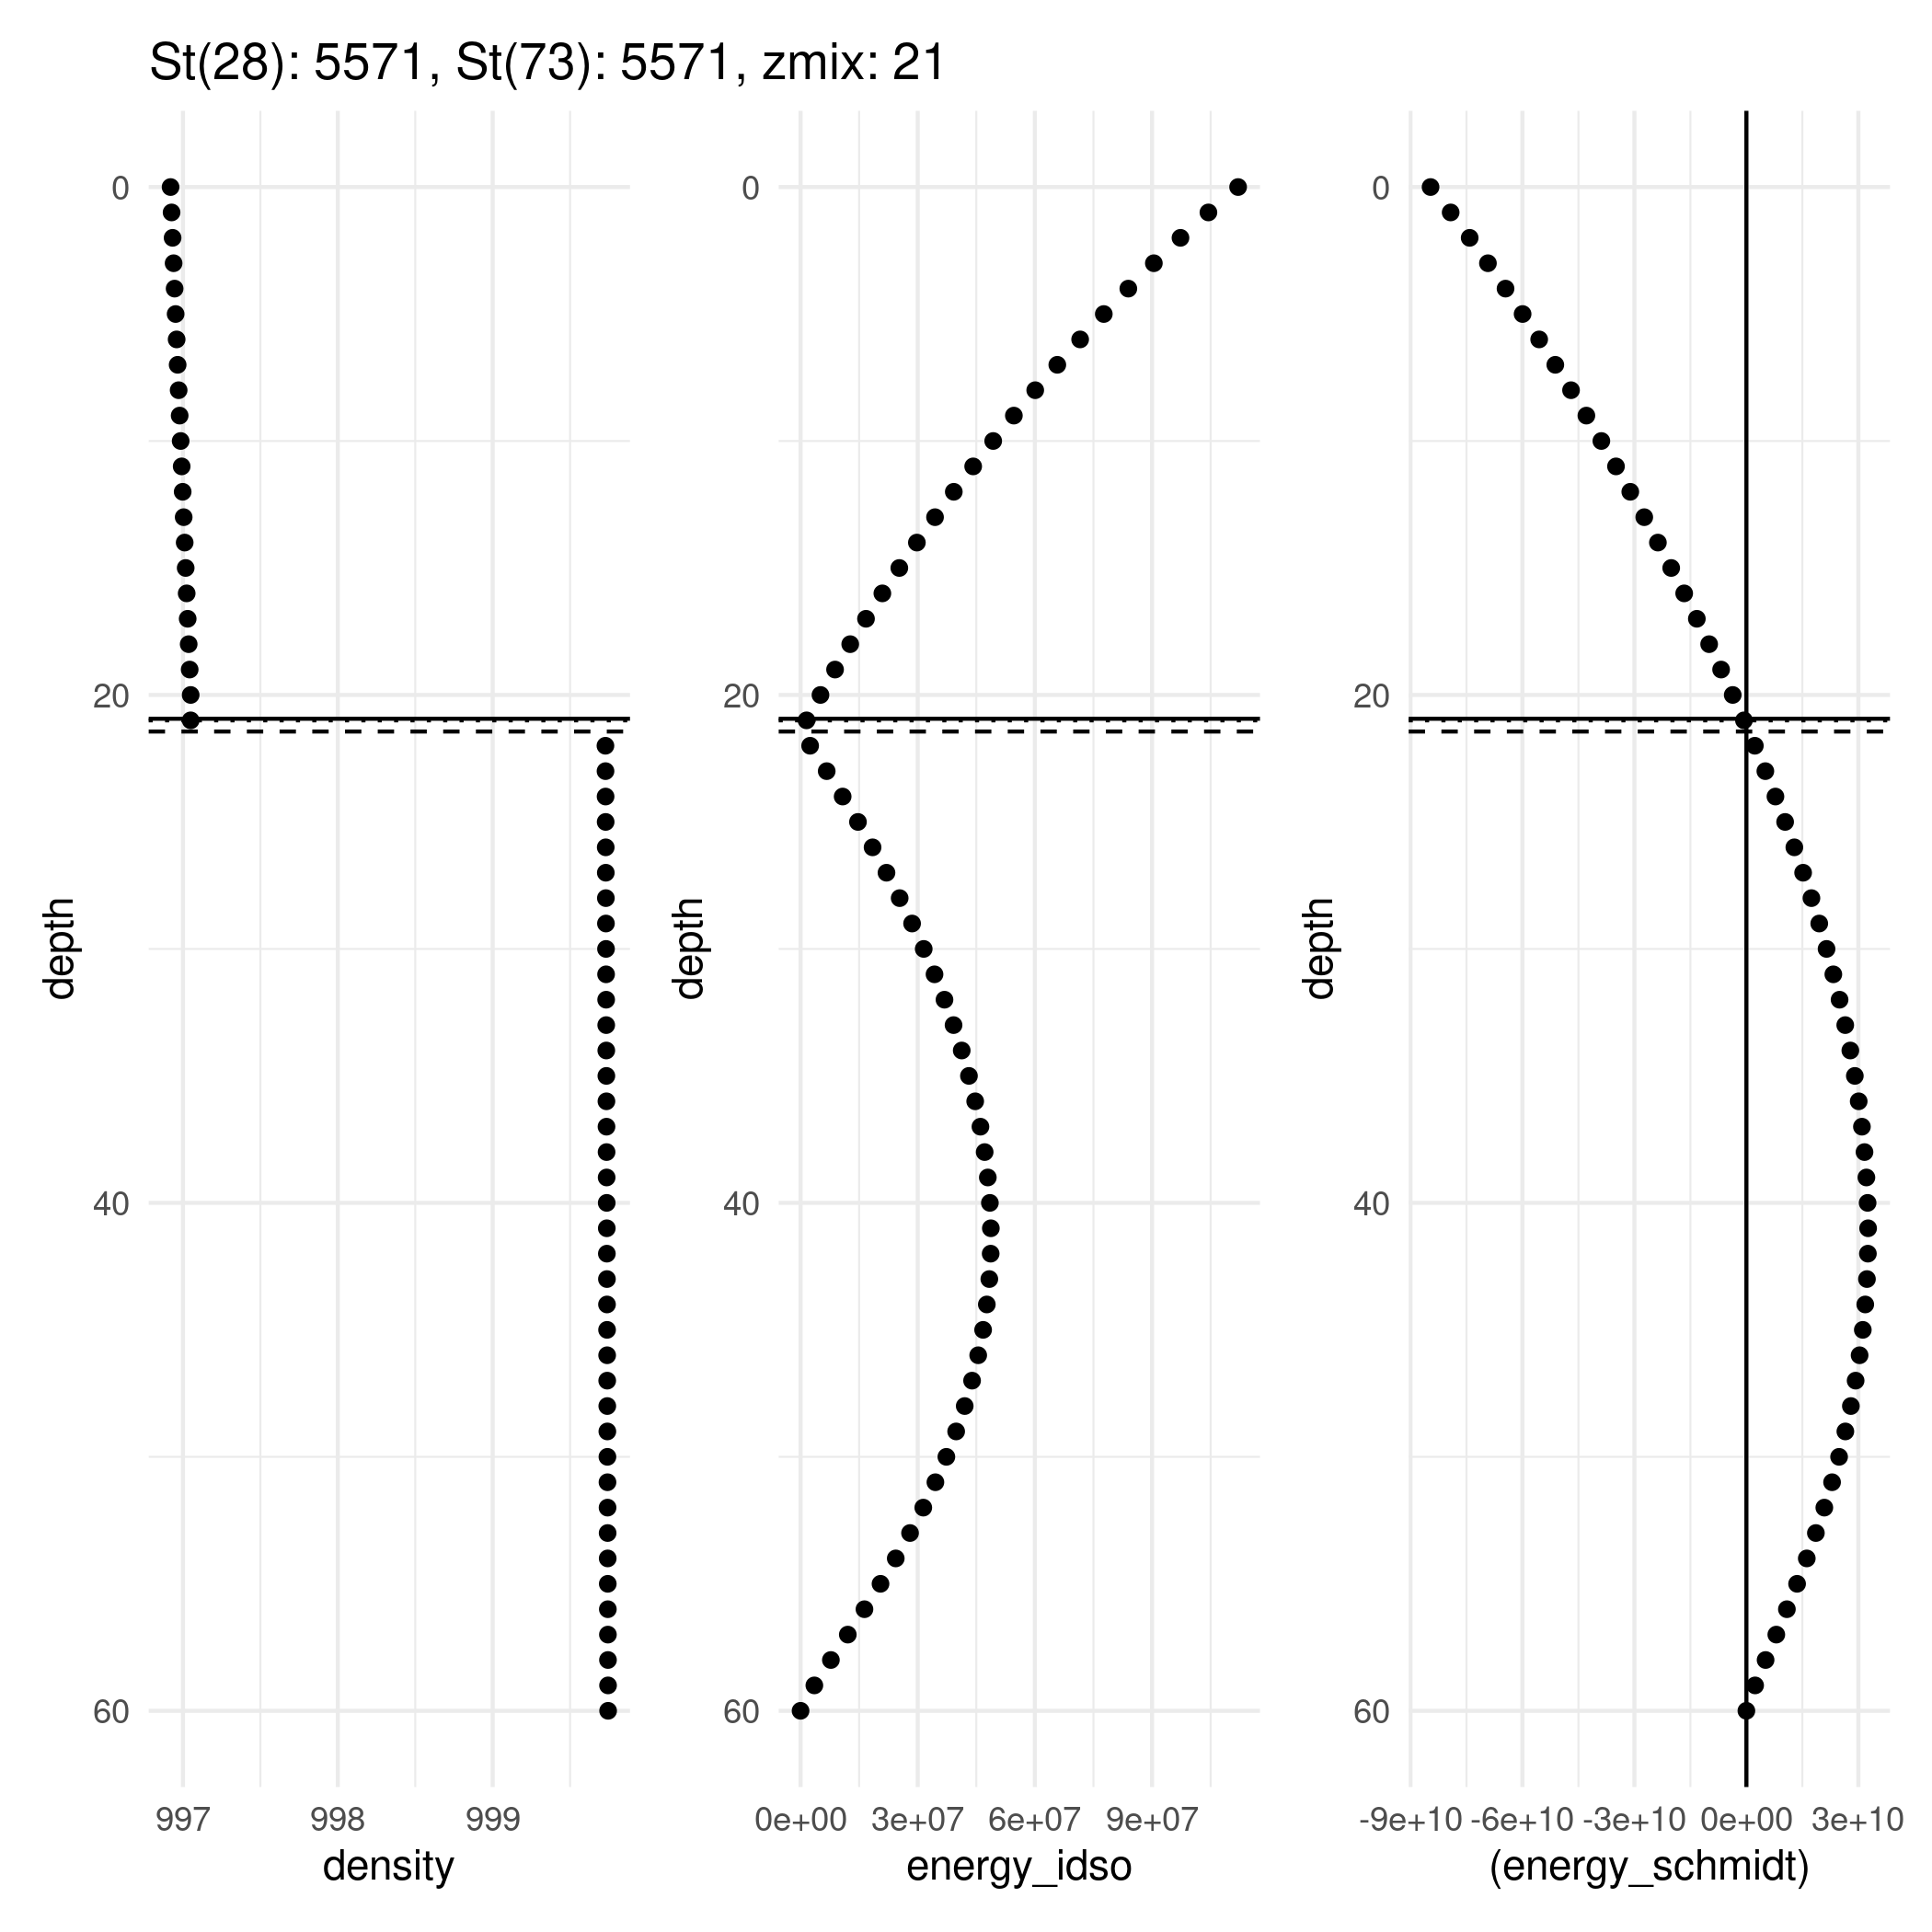 St(28): 5571, St(73): 5571, zmix: 21
0
20
40
60
depth
997 998 999
density
0
20
40
60
depth
0e+00 3e+07 6e+07 9e+07
energy_idso
0
20
40
60
depth
-9e+10 -6e+10 -3e+10 0e+00 3e+10
(energy_schmidt)